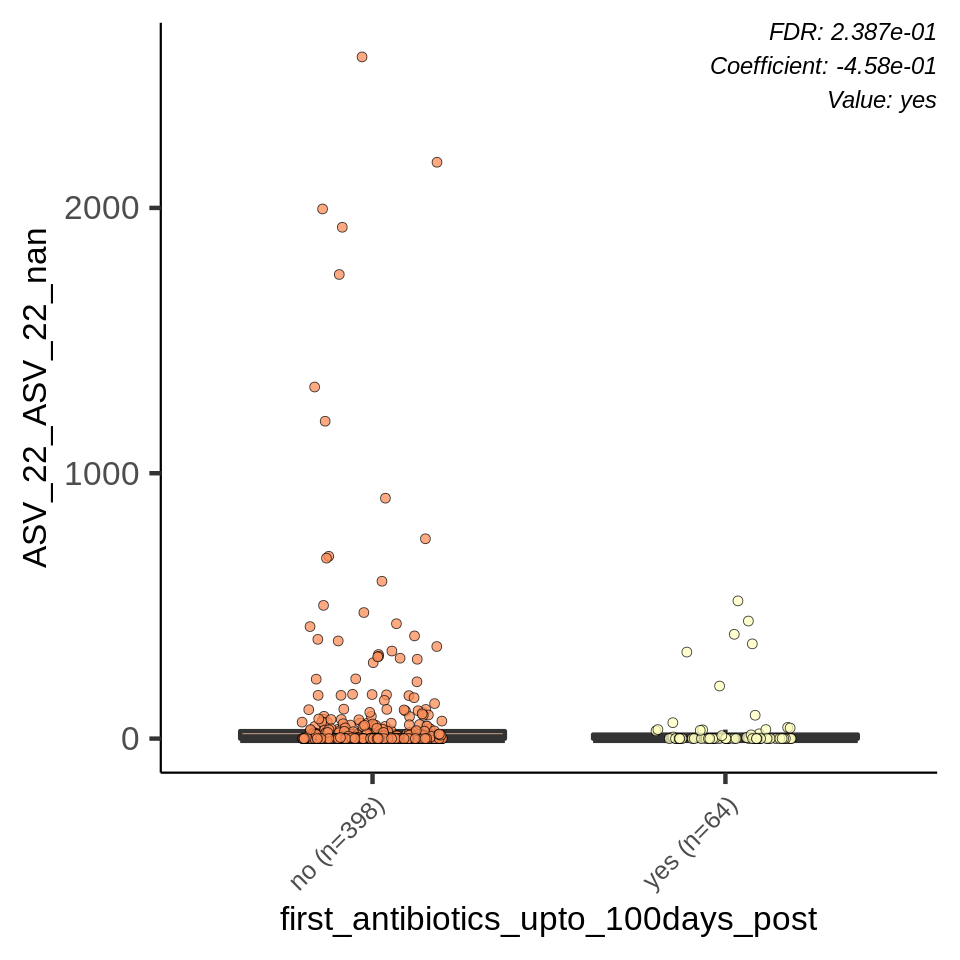 FDR: 2.387e-01
Coefficient: -4.58e-01
Value: yes
ASV_22_ASV_22_nan
2000
1000
0
no (n=398)
yes (n=64)
first_antibiotics_upto_100days_post